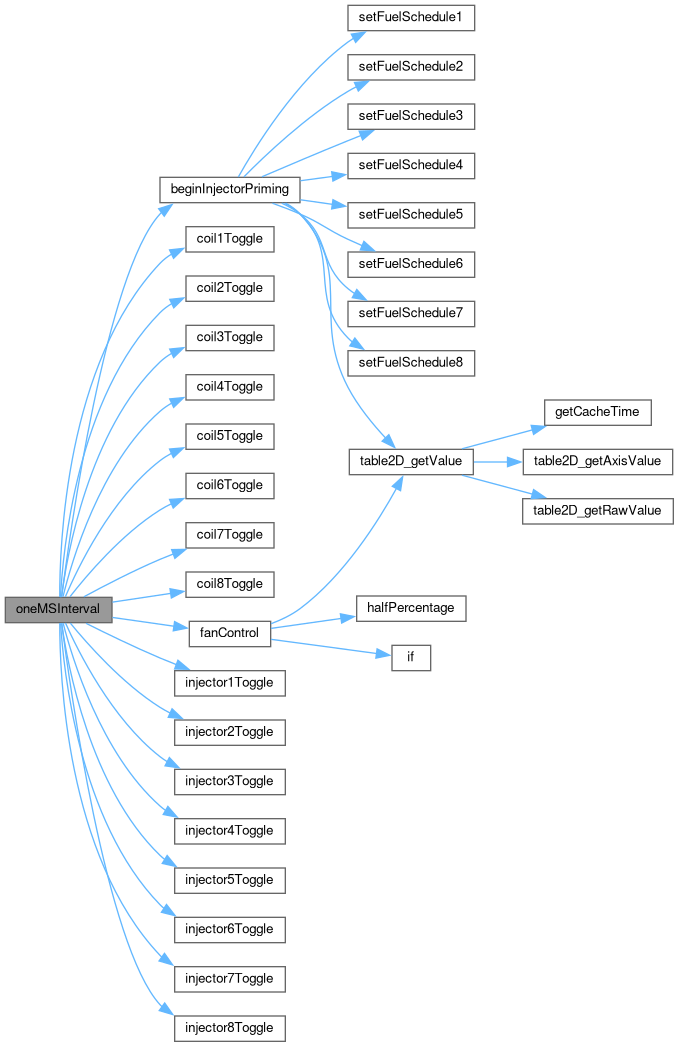 setFuelSchedule1
setFuelSchedule2
setFuelSchedule3
setFuelSchedule4
beginInjectorPriming
setFuelSchedule5
coil1Toggle
setFuelSchedule6
coil2Toggle
setFuelSchedule7
coil3Toggle
setFuelSchedule8
coil4Toggle
getCacheTime
coil5Toggle
table2D_getValue
table2D_getAxisValue
coil6Toggle
table2D_getRawValue
coil7Toggle
coil8Toggle
oneMSInterval
halfPercentage
fanControl
if
injector1Toggle
injector2Toggle
injector3Toggle
injector4Toggle
injector5Toggle
injector6Toggle
injector7Toggle
injector8Toggle